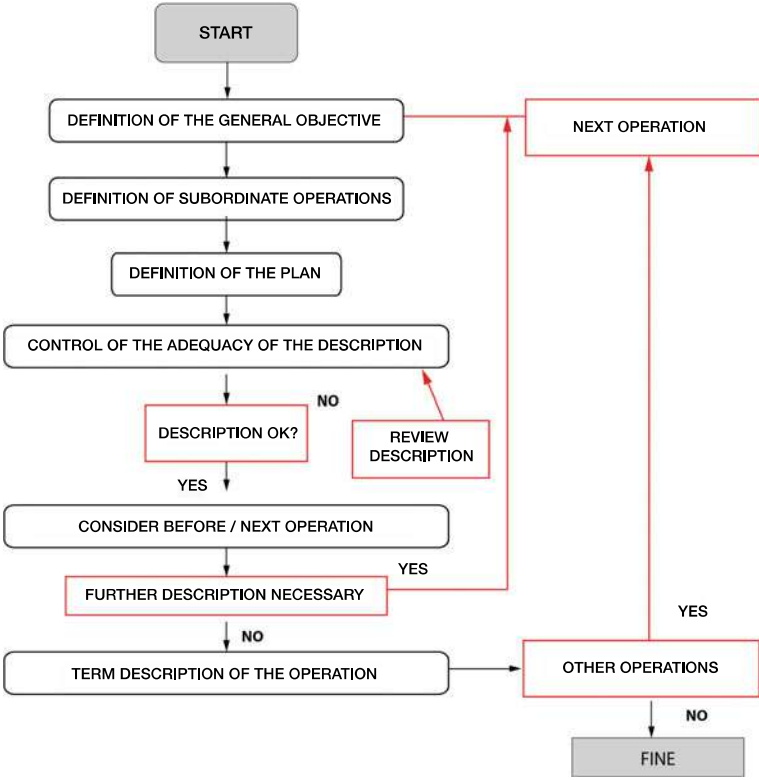 START
DEFINITION OF THE GENERAL OBJECTIVE
NEXT OPERATION
DEFINITION OF SUBORDINATE OPERATIONS
DEFINITION OF THE PLAN
CONTROL OF THE ADEQUACY OF THE DESCRIPTION
NO
DESCRIPTION OK?
REVIEW
DESCRIPTION
YES
CONSIDER BEFORE / NEXT OPERATION
YES
FURTHER DESCRIPTION NECESSARY
YES
NO
TERM DESCRIPTION OF THE OPERATION
OTHER OPERATIONS
NO
FINE